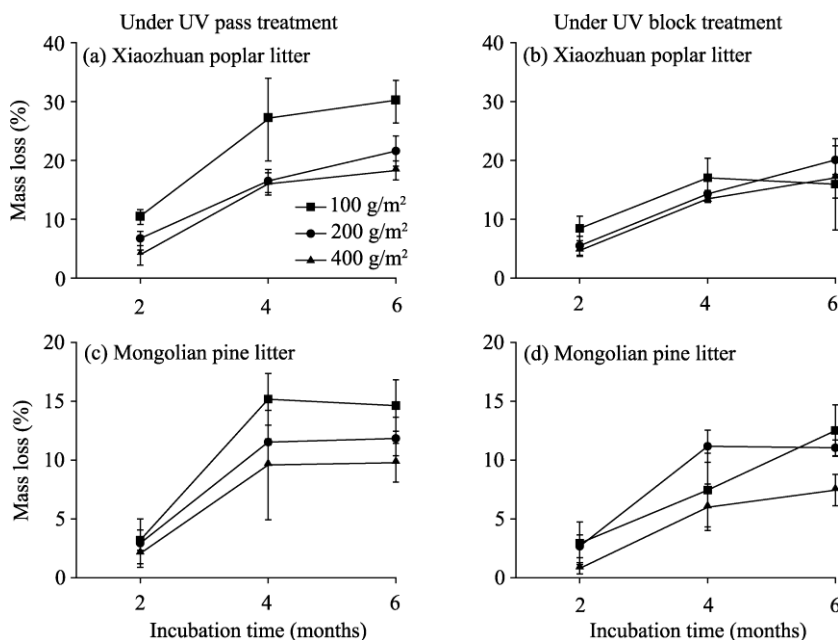 Under UV pass treatment
Under UV block treatment
(a) Xiaozhuan poplar litter
(b) Xiaozhuan poplar litter
Mass loss (%)
50
40
30
20
10
0
2
4
6
100 g/m²
200 g/m²
400 g/m²
50
40
30
20
10
0
2
4
6
(c) Mongolian pine litter
(d) Mongolian pine litter
Mass loss (%)
20
15
10
5
0
2
4
6
Incubation time (months)
20
15
10
5
0
2
4
6
Incubation time (months)